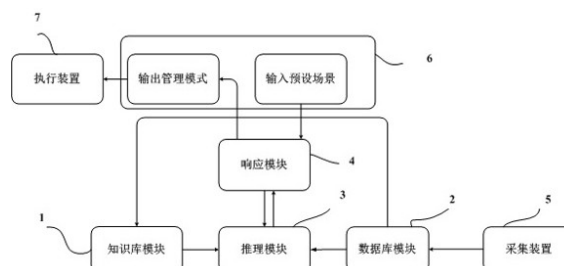 7
6
执行装置
输出管理模式
输入预设场景
响应模块
4
1
3
2
5
知识库模块
推理模块
数据库模块
采集装置